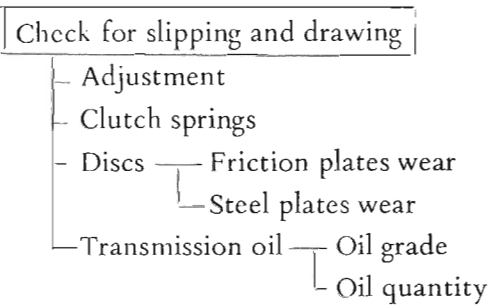 Check for slipping and drawing
Adjustment
Clutch springs
Discs Friction plates wear
Steel plates wear
Transmission oil Oil grade
Oil quantity